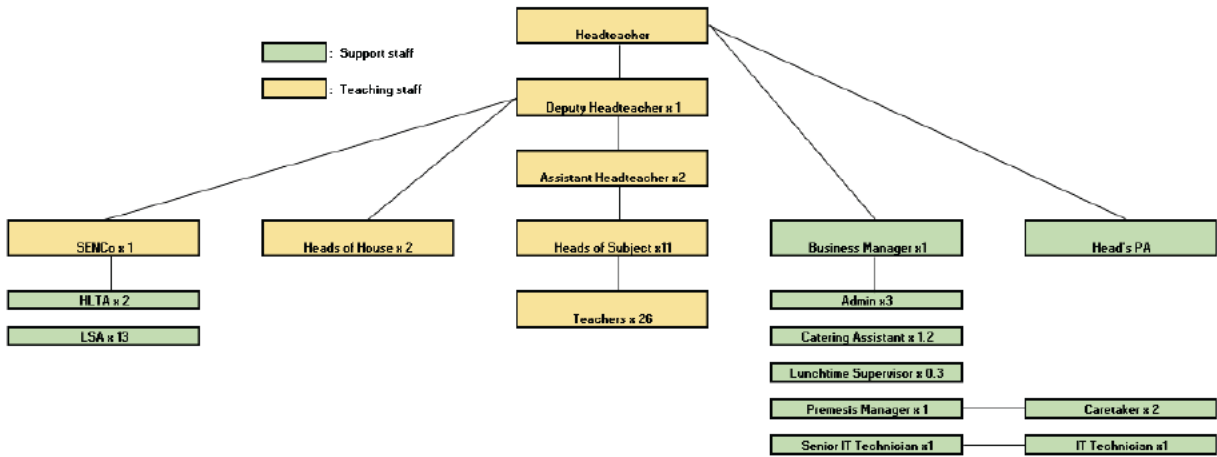 Headteacher
: Support staff
: Teaching staff
Deputy Headteacher x 1
Assistant Headteacher x2
SENCo x 1
Heads of House x 2
Heads of Subject x11
Business Manager x1
Head's PA
HLTA x 2
Admin x3
Teachers x 26
LSA x 13
Catering Assistant x 1.2
Lunchtime Supervisor x 0.3
Premesis Manager x 1
Caretaker x 2
Senior IT Technician x1
IT Technician x1